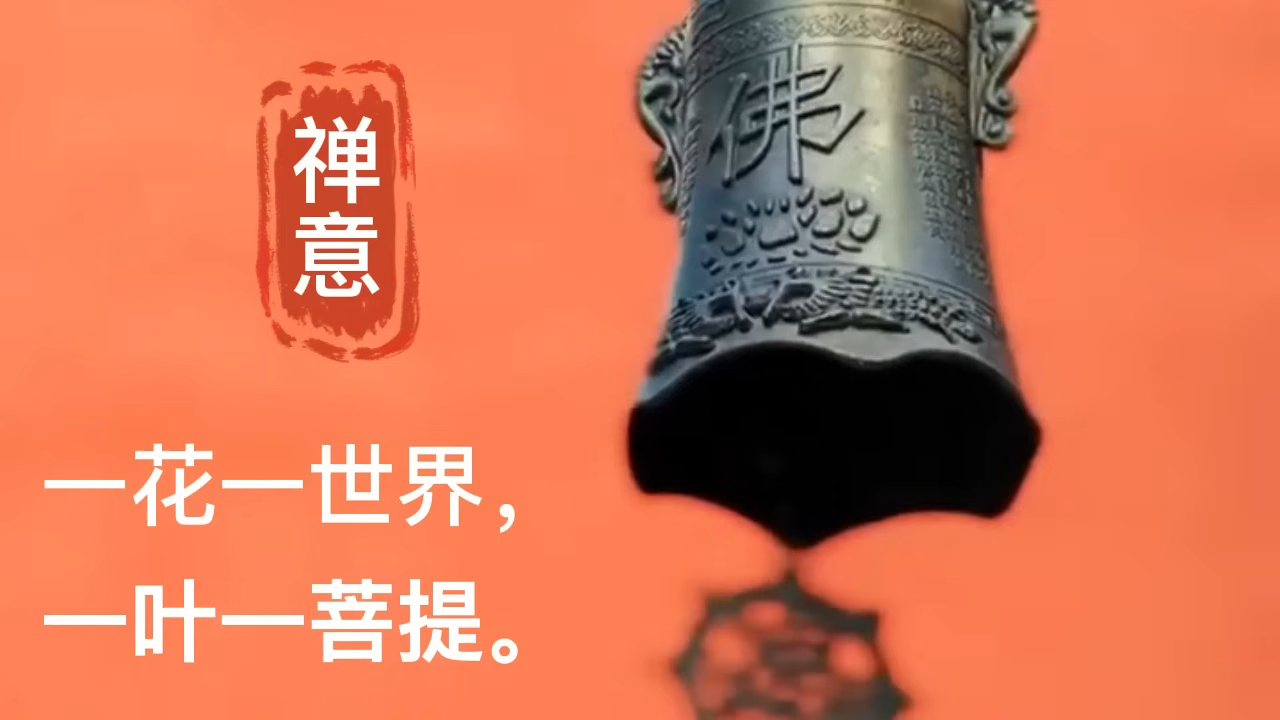 禅意
佛
一花一世界，
一叶一菩提。